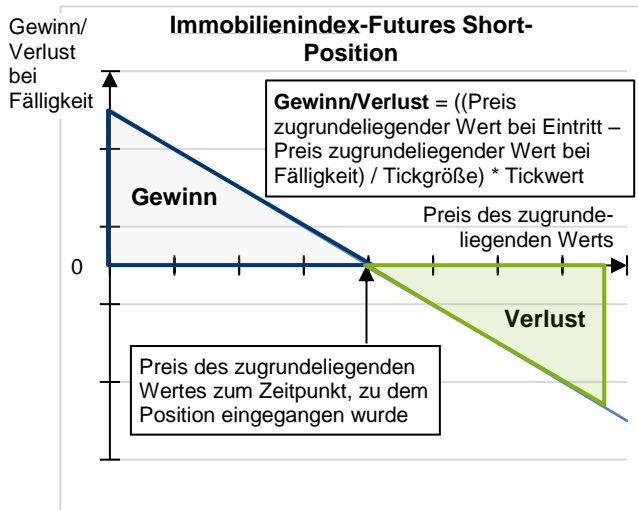 Gewinn/
Verlust
bei
Fälligkeit
Immobilienindex-Futures Short-
Position
Gewinn/Verlust = ((Preis
zugrundeliegender Wert bei Eintritt –
Preis zugrundeliegender Wert bei
Fälligkeit) / Tickgröße) * Tickwert
Gewinn
Preis des zugrunde-
liegenden Werts
0
Verlust
Preis des zugrundeliegenden
Wertes zum Zeitpunkt, zu dem
Position eingegangen wurde